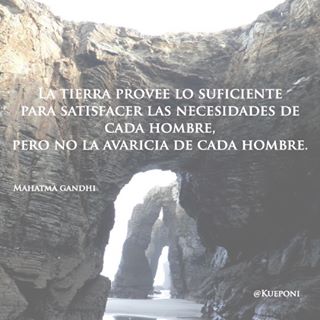 La tierra provee lo suficiente
para satisfacer las necesidades de
cada hombre,
pero no la avaricia de cada hombre.
Mahatma Gandhi
@Kueponi